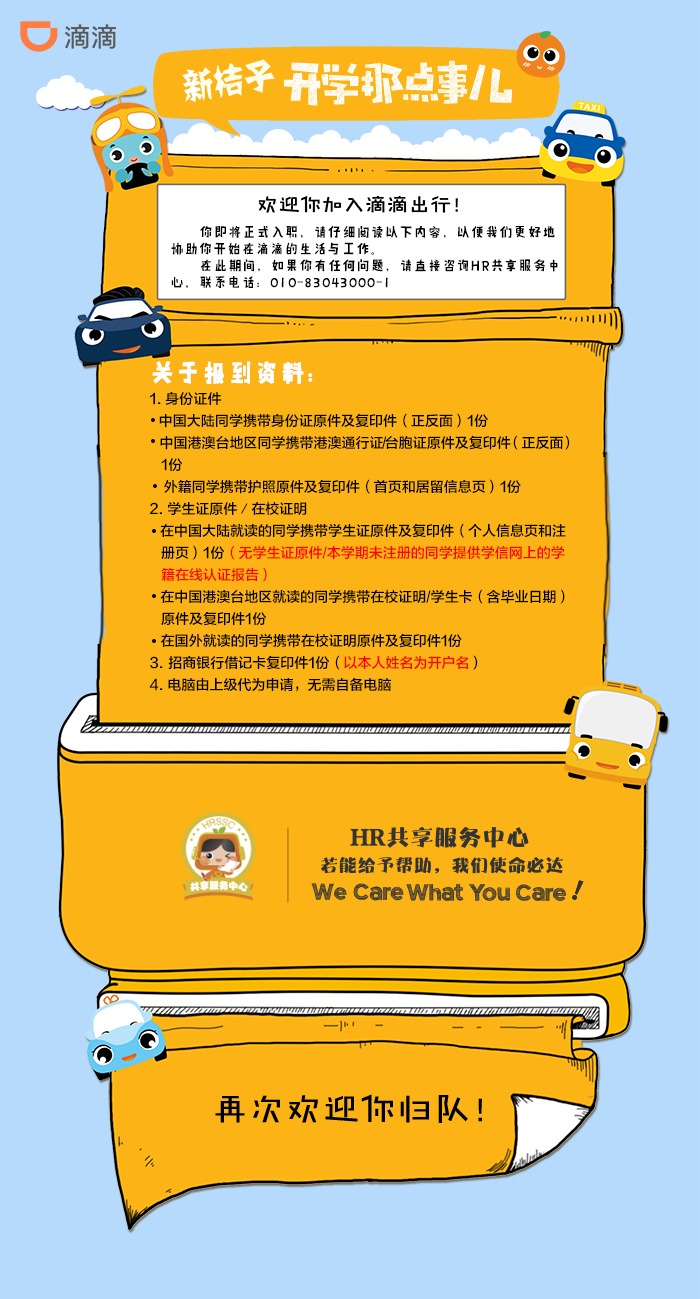 滴滴
新桔子 开学那点事儿
TAXI
欢迎你加入滴滴出行！
你即将正式入职，请仔细阅读以下内容，以便我们更好地
协助你开始在滴滴的生活与工作。
在此期间，如果你有任何问题，请直接咨询HR共享服务中
心，联系电话：010-83043000-1
关于报到资料：
1. 身份证件
• 中国大陆同学携带身份证原件及复印件（正反面）1份
• 中国港澳台地区同学携带港澳通行证/台胞证原件及复印件（正反面）
1份
• 外籍同学携带护照原件及复印件（首页和居留信息页）1份
2. 学生证原件 / 在校证明
• 在中国大陆就读的同学携带学生证原件及复印件（个人信息页和注
册页）1份（无学生证原件/本学期未注册的同学提供学信网上的学
籍在线认证报告）
• 在中国港澳台地区就读的同学携带在校证明/学生卡（含毕业日期）
原件及复印件1份
• 在国外就读的同学携带在校证明原件及复印件1份
3. 招商银行借记卡复印件1份（以本人姓名为开户名）
4. 电脑由上级代为申请，无需自备电脑
HRSSC
共享服务中心
HR共享服务中心
若能给予帮助，我们使命必达
We Care What You Care！
再次欢迎你归队！